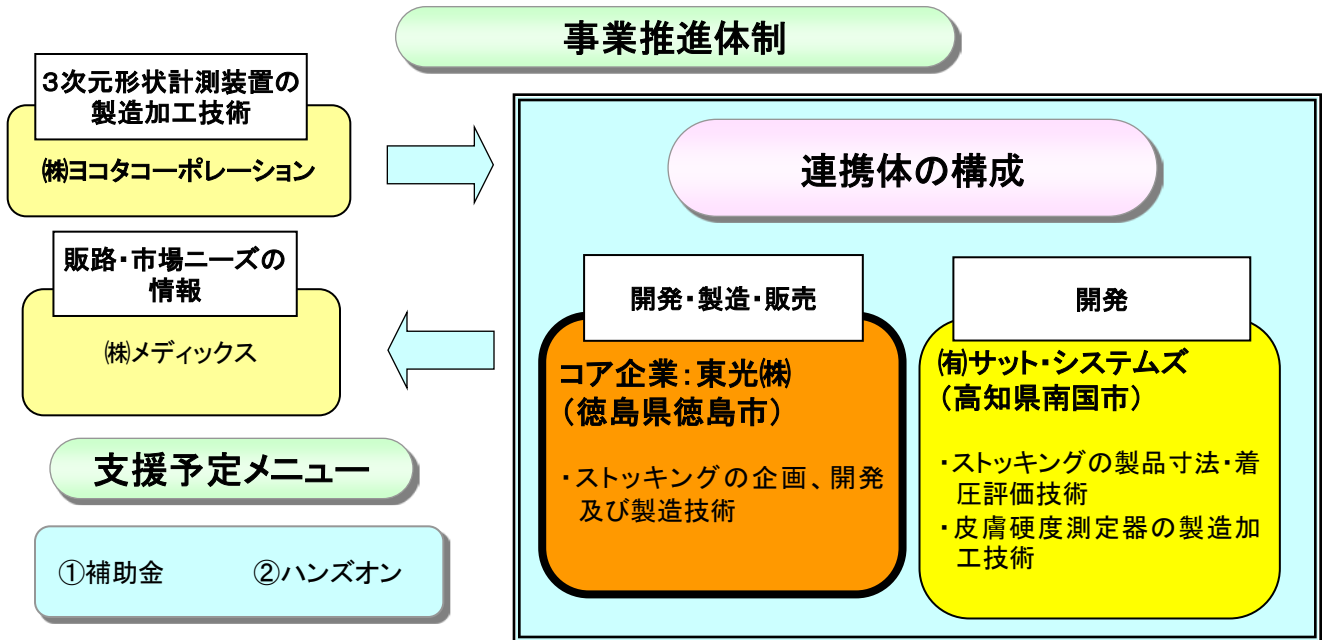 事業推進体制
3次元形状計測装置の
製造加工技術
㈱ヨコタコーポレーション
販路・市場ニーズの
情報
㈱メディックス
支援予定メニュー
①補助金 ②ハンズオン
連携体の構成
開発・製造・販売
コア企業：東光㈱
（徳島県徳島市）
・ストッキングの企画、開発
及び製造技術
開発
㈲サット・システムズ
（高知県南国市）
・ストッキングの製品寸法・着
圧評価技術
・皮膚硬度測定器の製造加
工技術